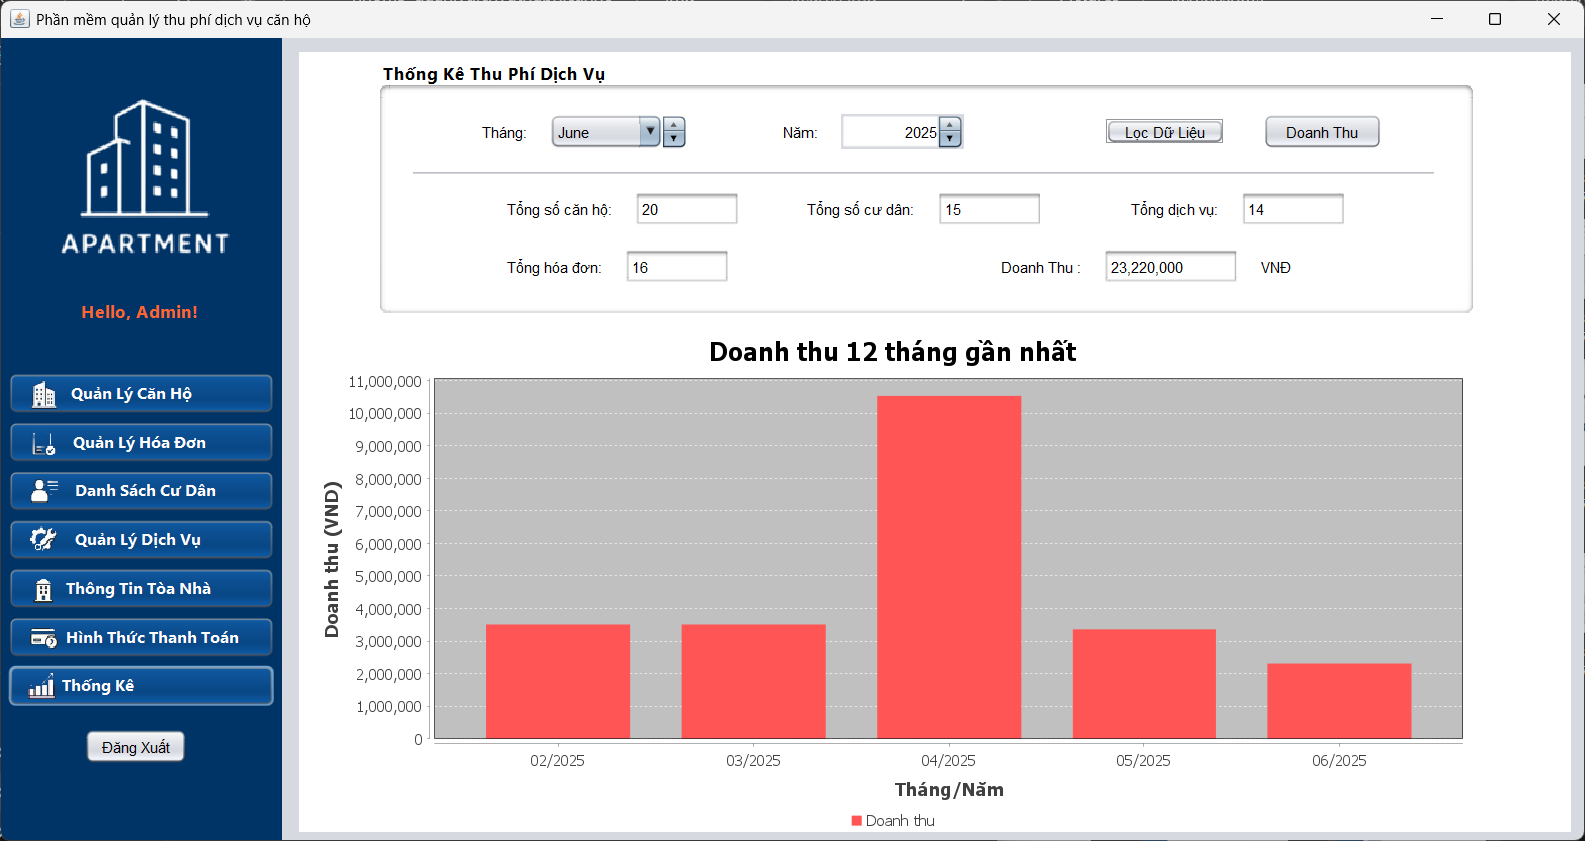 Phần mềm quản lý thu phí dịch vụ căn hộ
APARTMENT
Hello, Admin!
Quản Lý Căn Hộ
Quản Lý Hóa Đơn
Danh Sách Cư Dân
Quản Lý Dịch Vụ
Thông Tin Tòa Nhà
Hình Thức Thanh Toán
Thống Kê
Đăng Xuất
Thống Kê Thu Phí Dịch Vụ
Tháng: June Năm: 2025 Lọc Dữ Liệu Doanh Thu
Tổng số căn hộ: 20 Tổng số cư dân: 15 Tổng dịch vụ: 14
Tổng hóa đơn: 16 Doanh Thu : 23,220,000 VNĐ
Doanh thu 12 tháng gần nhất
Doanh thu (VND)
11,000,000
10,000,000
9,000,000
8,000,000
7,000,000
6,000,000
5,000,000
4,000,000
3,000,000
2,000,000
1,000,000
0
02/2025 03/2025 04/2025 05/2025 06/2025
Tháng/Năm
Doanh thu